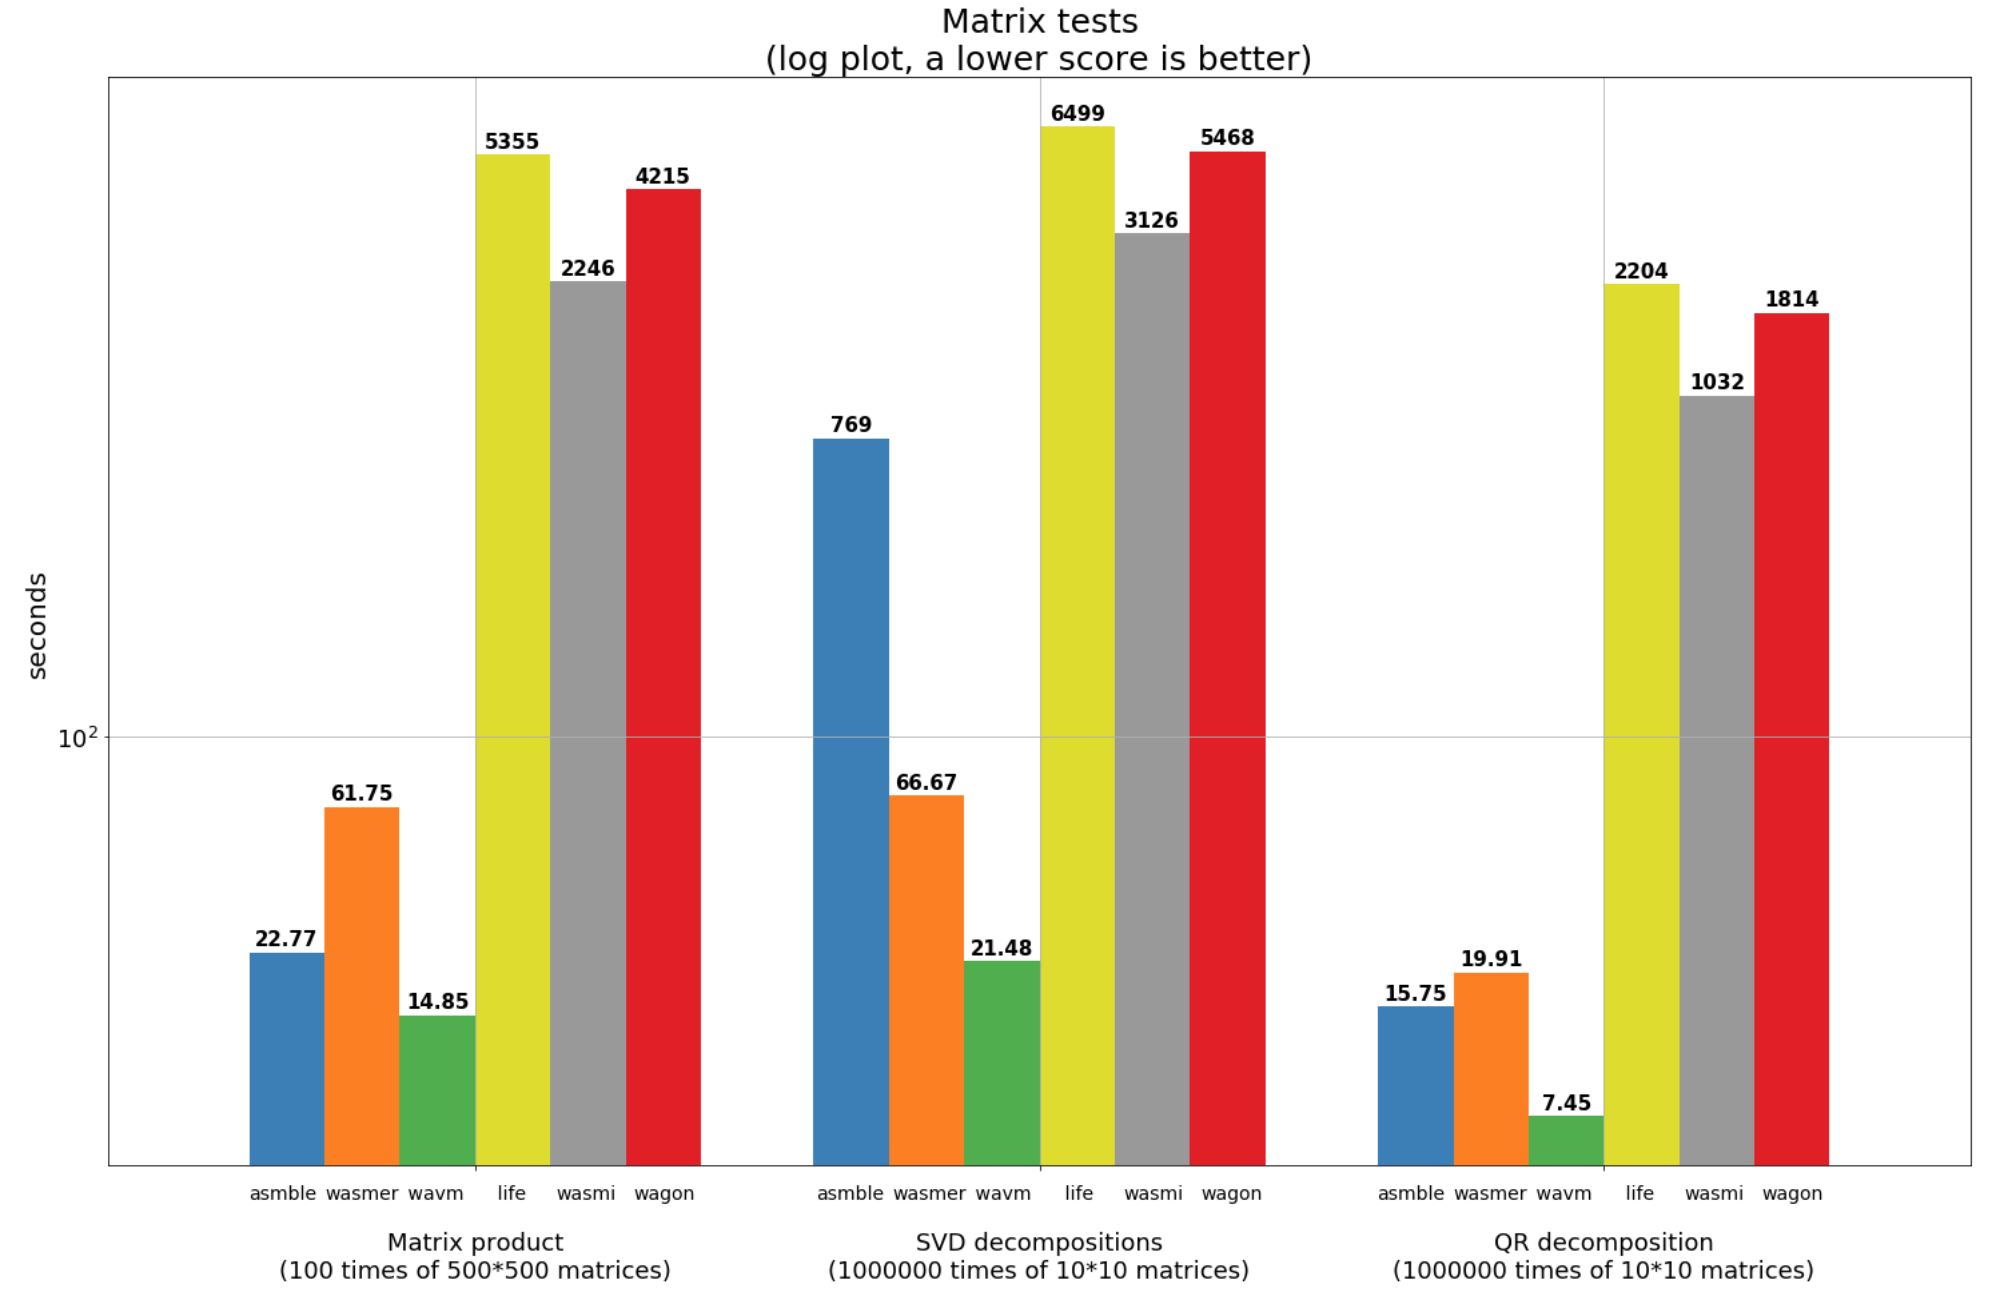 Matrix tests
(log plot, a lower score is better)
seconds
10²
22.77
61.75
14.85
5355
2246
4215
769
66.67
21.48
6499
3126
5468
15.75
19.91
7.45
2204
1032
1814
asmble wasmer wavm life wasmi wagon
asmble wasmer wavm life wasmi wagon
asmble wasmer wavm life wasmi wagon
Matrix product
(100 times of 500*500 matrices)
SVD decompositions
(1000000 times of 10*10 matrices)
QR decomposition
(1000000 times of 10*10 matrices)